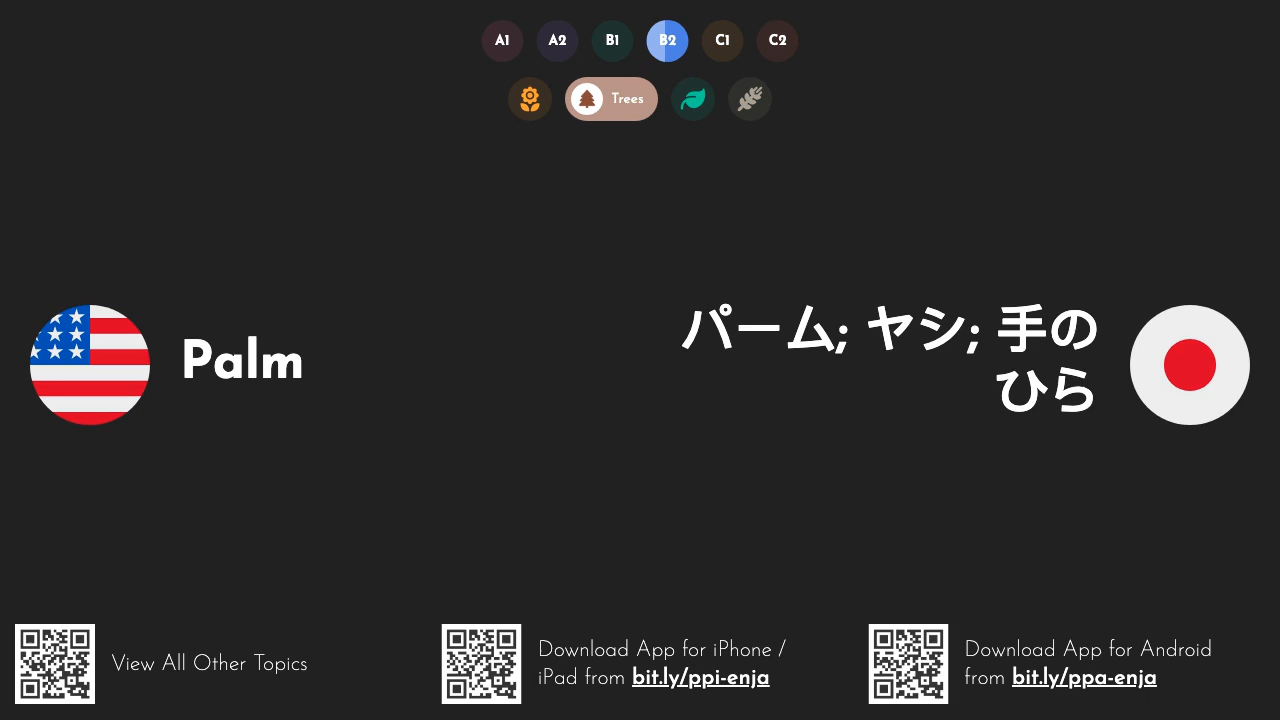 A1 A2 B1 B2 C1 C2
Trees
Palm
パーム; ヤシ; 手の
ひら
View All Other Topics
Download App for iPhone /
iPad from bit.ly/ppi-enja
Download App for Android
from bit.ly/ppa-enja